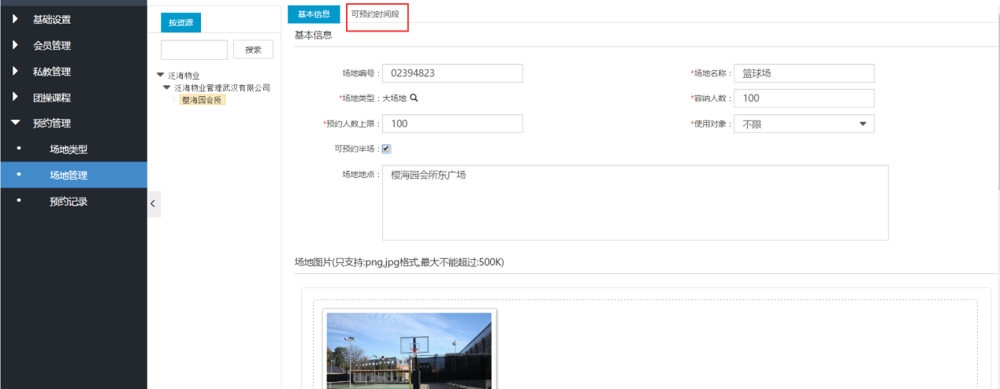 基础设置
会员管理
私教管理
团操课程
预约管理
场地类型
场地管理
预约记录
按资源
搜索
泛海物业
泛海物业管理武汉有限公司
樱海园会所
基本信息 可预约时间段
基本信息
场地编号： 02394823 *场地名称： 篮球场
*场地类型：大场地 *容纳人数： 100
*预约人数上限： 100 *使用对象： 不限
可预约半场：
场地地点： 樱海园会所东广场
场地图片(只支持:png,jpg格式,最大不能超过:500K)